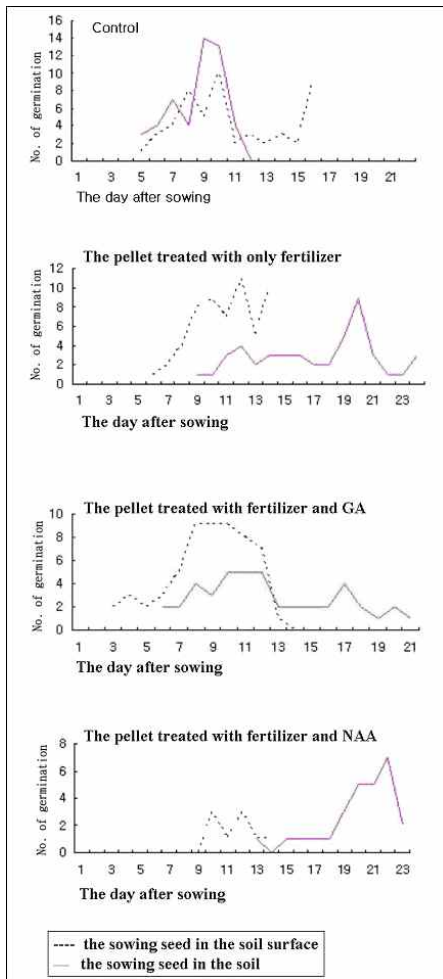 Control
No. of germination
16
14
12
10
8
6
4
2
0
1 3 5 7 9 11 13 15 17 19 21
The day after sowing
The pellet treated with only fertilizer
No. of germination
12
10
8
6
4
2
0
1 3 5 7 9 11 13 15 17 19 21 23
The day after sowing
The pellet treated with fertilizer and GA
No. of germination
10
8
6
4
2
0
1 3 5 7 9 11 13 15 17 19 21
The day after sowing
The pellet treated with fertilizer and NAA
No. of germination
8
6
4
2
0
1 3 5 7 9 11 13 15 17 19 21 23
The day after sowing
the sowing seed in the soil surface
the sowing seed in the soil